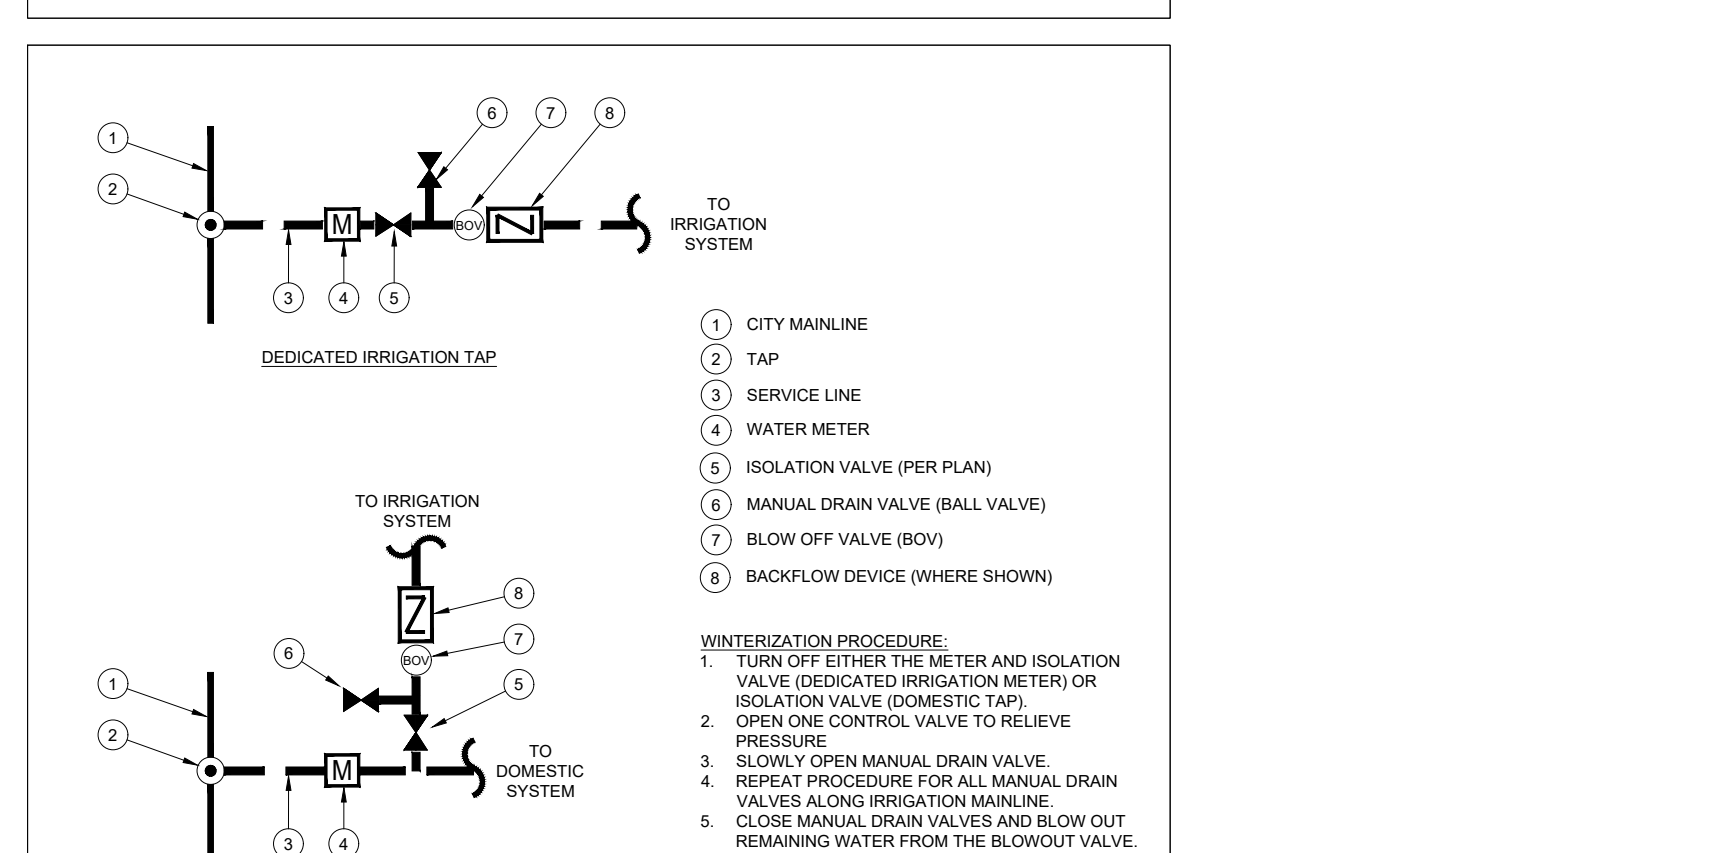 6 7 8
1
2
M
BOV
TO
IRRIGATION
SYSTEM
3 4 5
DEDICATED IRRIGATION TAP
1 CITY MAINLINE
2 TAP
3 SERVICE LINE
4 WATER METER
5 ISOLATION VALVE (PER PLAN)
6 MANUAL DRAIN VALVE (BALL VALVE)
7 BLOW OFF VALVE (BOV)
8 BACKFLOW DEVICE (WHERE SHOWN)
TO IRRIGATION
SYSTEM
8
7
BOV
6
5
1
2
M
TO
DOMESTIC
SYSTEM
3 4
WINTERIZATION PROCEDURE:
1. TURN OFF EITHER THE METER AND ISOLATION
VALVE (DEDICATED IRRIGATION METER) OR
ISOLATION VALVE (DOMESTIC TAP).
2. OPEN ONE CONTROL VALVE TO RELIEVE
PRESSURE
3. SLOWLY OPEN MANUAL DRAIN VALVE.
4. REPEAT PROCEDURE FOR ALL MANUAL DRAIN
VALVES ALONG IRRIGATION MAINLINE.
5. CLOSE MANUAL DRAIN VALVES AND BLOW OUT
REMAINING WATER FROM THE BLOWOUT VALVE.